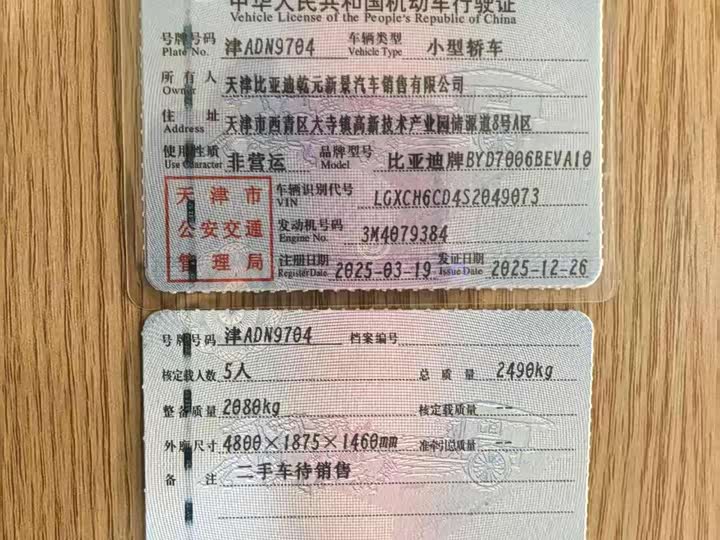 中华人民共和国机动车行驶证
Vehicle License of the People's Republic of China
号牌号码 津ADN9704 车辆类型 小型轿车
Plate No. Vehicle Type
所有人 天津比亚迪乾元新景汽车销售有限公司
Owner
住址 天津市西青区大寺镇高新技术产业园储源道8号A区
Address
使用性质 非营运 品牌型号 比亚迪牌BYD7006BEVA10
Use Character Model
天津市
公安交通
管理局
车辆识别代号 LGXCH6CD4S2049073
VIN
发动机号码 3M4079384
Engine No.
注册日期 2025-03-19 发证日期 2025-12-26
Register Date Issue Date
号牌号码 津ADN9704 档案编号
核定载人数 5人 总质量 2490kg
整备质量 2080kg 核定载质量 --
外廓尺寸 4800×1875×1460mm 准牵引总质量 --
备注 二手车待销售